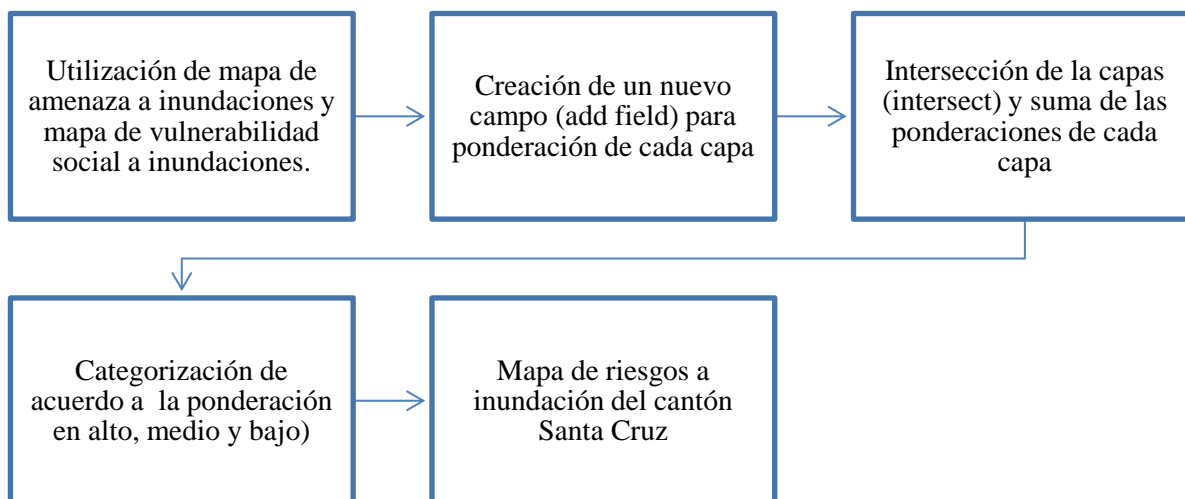 Utilización de mapa de
amenaza a inundaciones y
mapa de vulnerabilidad
social a inundaciones.
Creación de un nuevo
campo (add field) para
ponderación de cada capa
Intersección de la capas
(intersect) y suma de las
ponderaciones de cada
capa
Categorización de
acuerdo a  la ponderación
en alto, medio y bajo)
Mapa de riesgos a
inundación del cantón
Santa Cruz